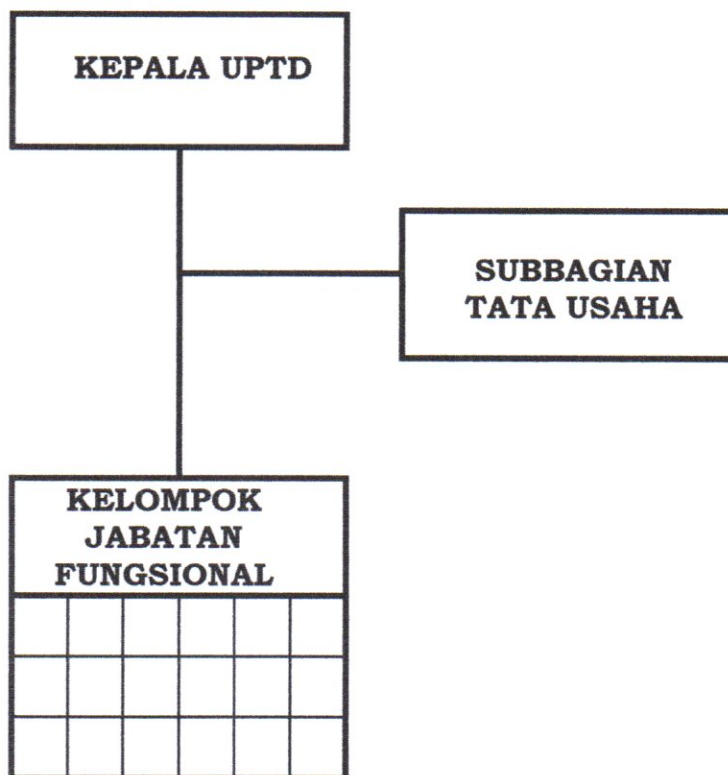 KEPALA UPTD
SUBBAGIAN
TATA USAHA
KELOMPOK
JABATAN
FUNGSIONAL